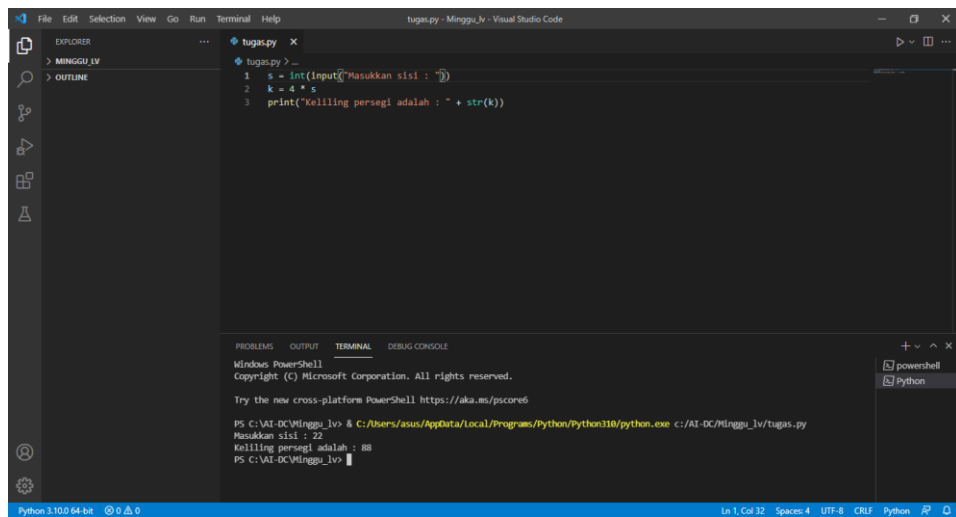 File Edit Selection View Go Run Terminal Help tugas.py - Minggu_lv - Visual Studio Code
EXPLORER ... tugas.py
MINGGU_LV tugas.py > ...
OUTLINE
1 s = int(input("Masukkan sisi : "))
2 k = 4 * s
3 print("Keliling persegi adalah : " + str(k))
PROBLEMS OUTPUT TERMINAL DEBUG CONSOLE
Windows PowerShell
Copyright (C) Microsoft Corporation. All rights reserved.
Try the new cross-platform PowerShell https://aka.ms/pscore6
PS C:\AI-DC\Minggu_lv> & C:/Users/asus/AppData/Local/Programs/Python/Python310/python.exe c:/AI-DC/Minggu_lv/tugas.py
Masukkan sisi : 22
Keliling persegi adalah : 88
PS C:\AI-DC\Minggu_lv>
powershell
Python
Python 3.10.0 64-bit 0 0 Ln 1, Col 32 Spaces: 4 UTF-8 CRLF Python